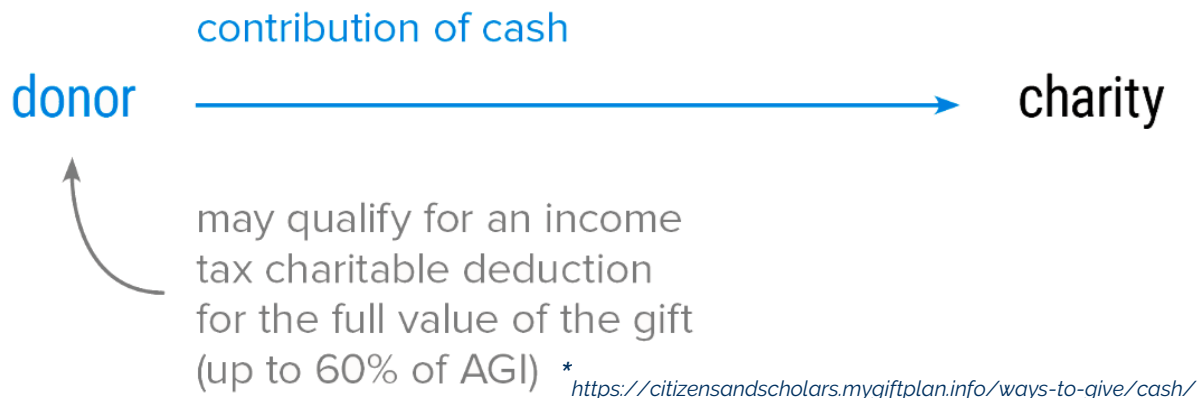 contribution of cash
donor
charity
may qualify for an income
tax charitable deduction
for the full value of the gift
(up to 60% of AGI) *
https://citizensandscholars.mygiftplan.info/ways-to-give/cash/